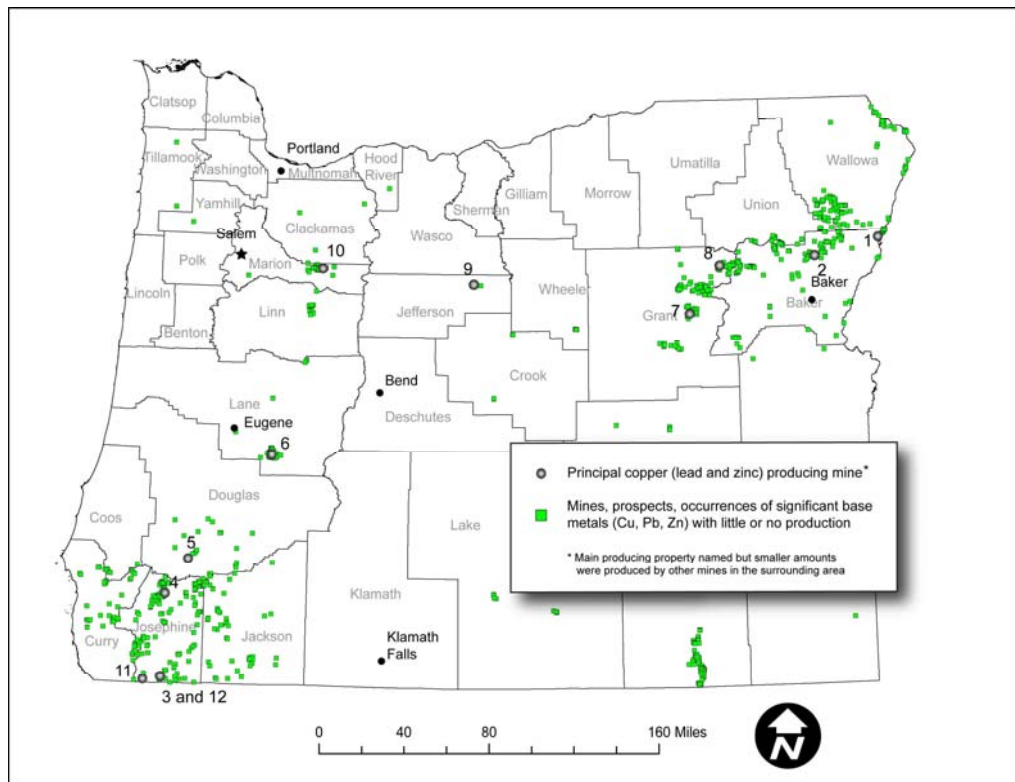 Clatsop
Columbia
Portland
Tillamook
Washington
Multnomah
Hood
River
Wallowa
Umatilla
Morrow
Gilliam
Sherman
Union
Yamhill
Clackamas
Salem
Wasco
Polk
Marion
10
9
8
1
2
Baker
Baker
Lincoln
Linn
Jefferson
Wheele
Grant
7
Benton
Crook
Bend
Deschutes
Lane
Eugene
6
Douglas
Coos
Lake
5
4
Klamath
Josephine
Curry
Jackson
Klamath
Falls
11
3 and 12
Principal copper (lead and zinc) producing mine*
Mines, prospects, occurrences of significant base
metals (Cu, Pb, Zn) with little or no production
* Main producing property named but smaller amounts
were produced by other mines in the surrounding area
0 40 80 160 Miles
N